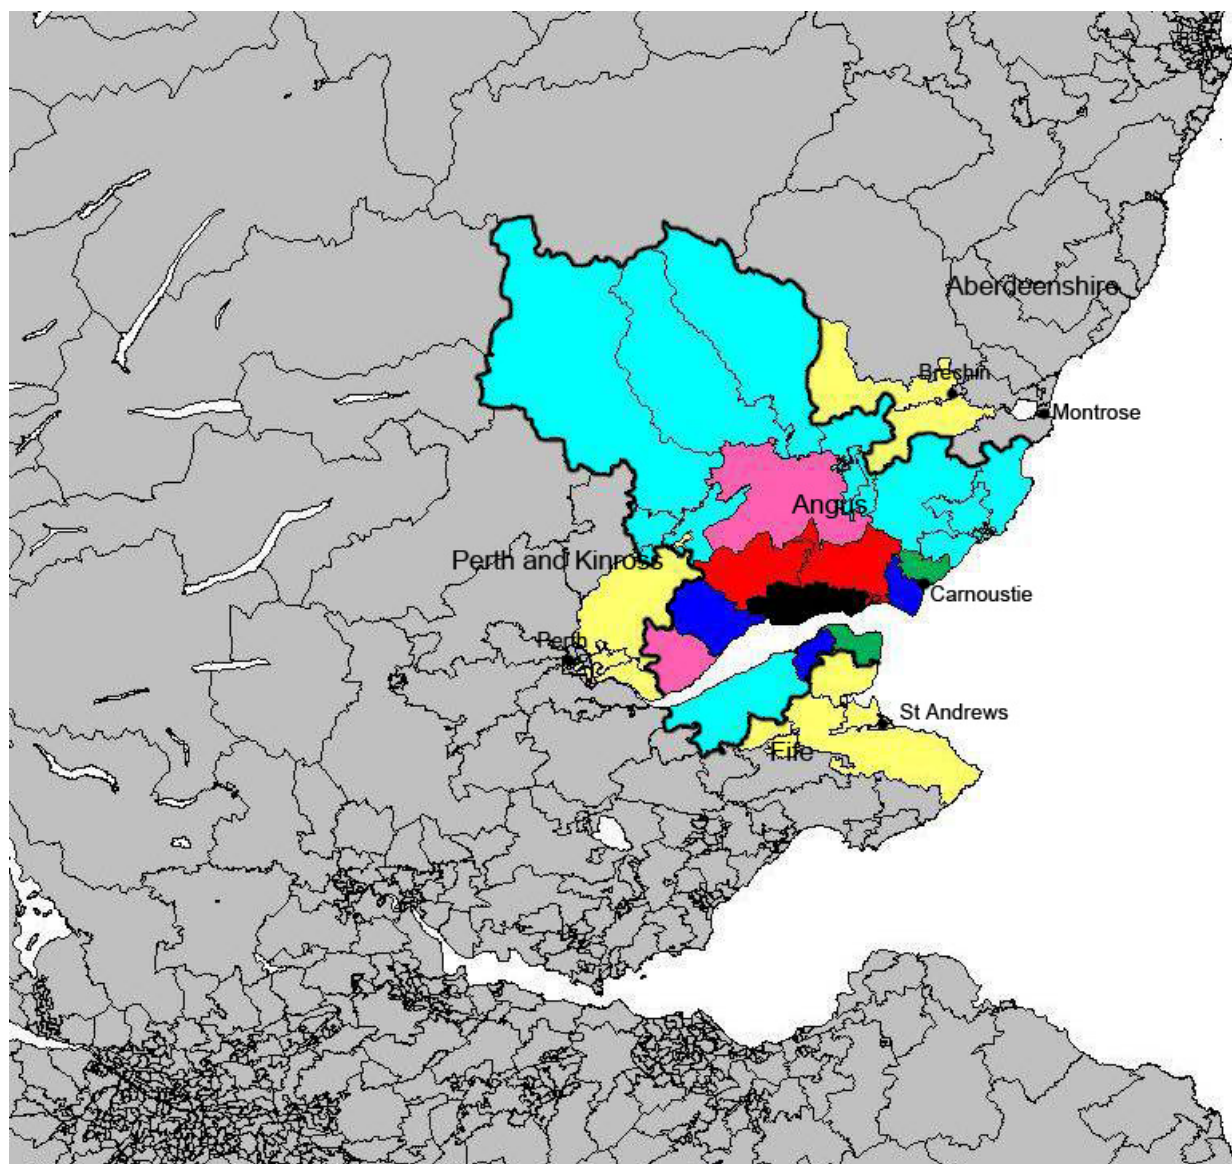 Aberdeenshire
Brechin
Montrose
Angus
Perth and Kinross
Carnoustie
Perth
St Andrews
Fife